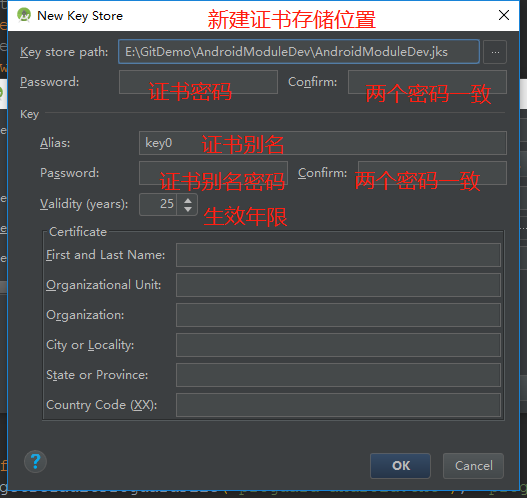 New Key Store
新建证书存储位置
Key store path: E:\GitDemo\AndroidModuleDev\AndroidModuleDev.jks ...
Password: 证书密码 Confirm: 两个密码一致
Key
Alias: key0 证书别名
Password: 证书别名密码 Confirm: 两个密码一致
Validity (years): 25 生效年限
Certificate
First and Last Name:
Organizational Unit:
Organization:
City or Locality:
State or Province:
Country Code (XX):
? OK Cancel